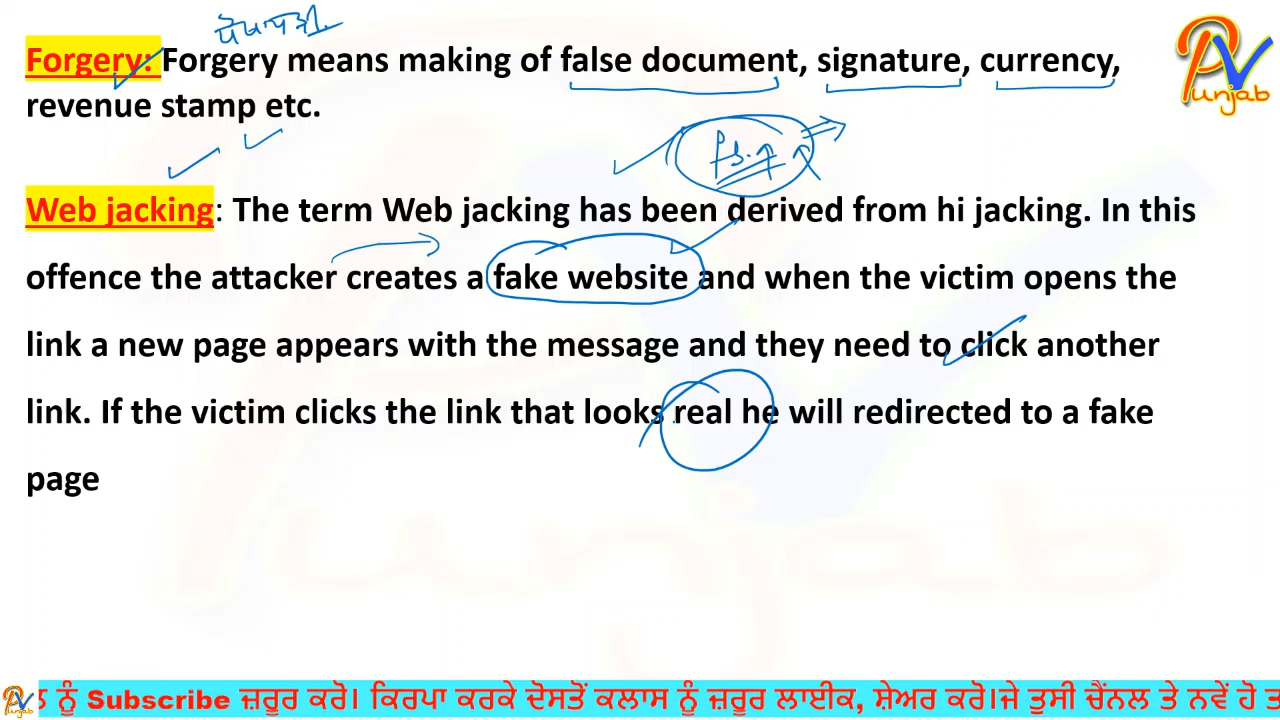 ਧੋਖਾਧੜੀ
Forgery: Forgery means making of false document, signature, currency,
revenue stamp etc.
Web jacking: The term Web jacking has been derived from hi jacking. In this
offence the attacker creates a fake website and when the victim opens the
link a new page appears with the message and they need to click another
link. If the victim clicks the link that looks real he will redirected to a fake
page
PV
unjab
ਨੂੰ Subscribe ਜ਼ਰੂਰ ਕਰੋ। ਕਿਰਪਾ ਕਰਕੇ ਦੋਸਤੋਂ ਕਲਾਸ ਨੂੰ ਜ਼ਰੂਰ ਲਾਈਕ, ਸ਼ੇਅਰ ਕਰੋ।ਜੇ ਤੁਸੀ ਚੈਂਨਲ ਤੇ ਨਵੇਂ ਹੋ